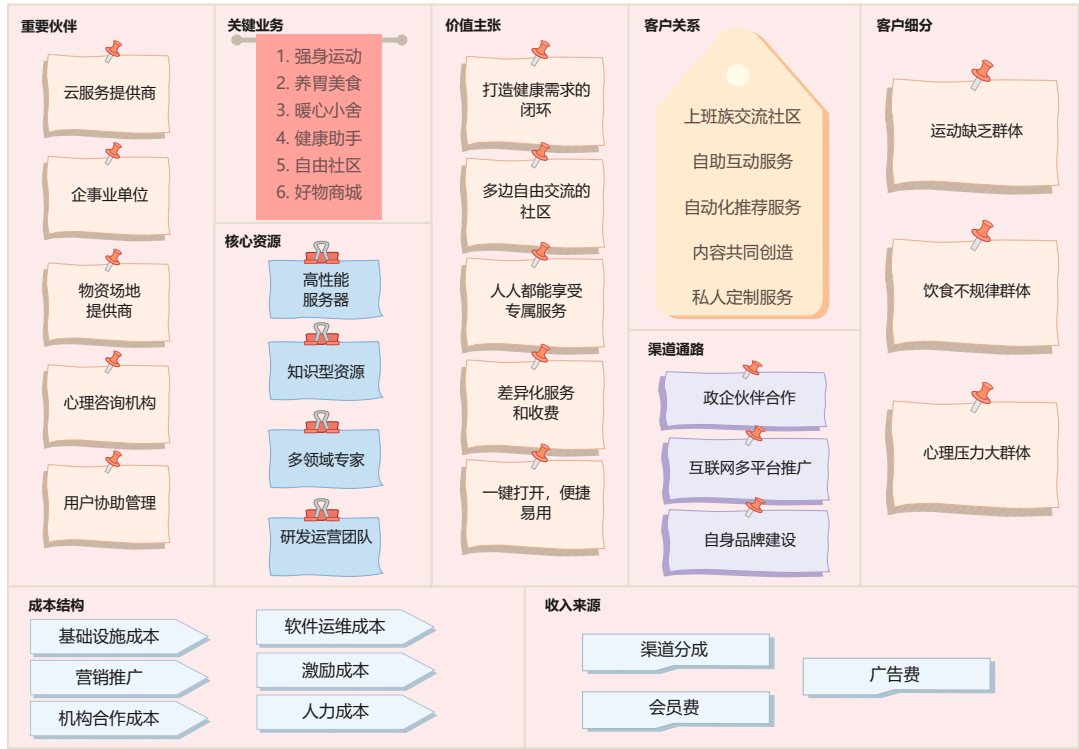 重要伙伴
云服务提供商
企事业单位
物资场地
提供商
心理咨询机构
用户协助管理
关键业务
1. 强身运动
2. 养胃美食
3. 暖心小舍
4. 健康助手
5. 自由社区
6. 好物商城
核心资源
高性能
服务器
知识型资源
多领域专家
研发运营团队
价值主张
打造健康需求的
闭环
多边自由交流的
社区
人人都能享受
专属服务
差异化服务
和收费
一键打开，便捷
易用
客户关系
上班族交流社区
自助互动服务
自动化推荐服务
内容共同创造
私人定制服务
渠道通路
政企伙伴合作
互联网多平台推广
自身品牌建设
客户细分
运动缺乏群体
饮食不规律群体
心理压力大群体
成本结构
基础设施成本
营销推广
机构合作成本
软件运维成本
激励成本
人力成本
收入来源
渠道分成
会员费
广告费